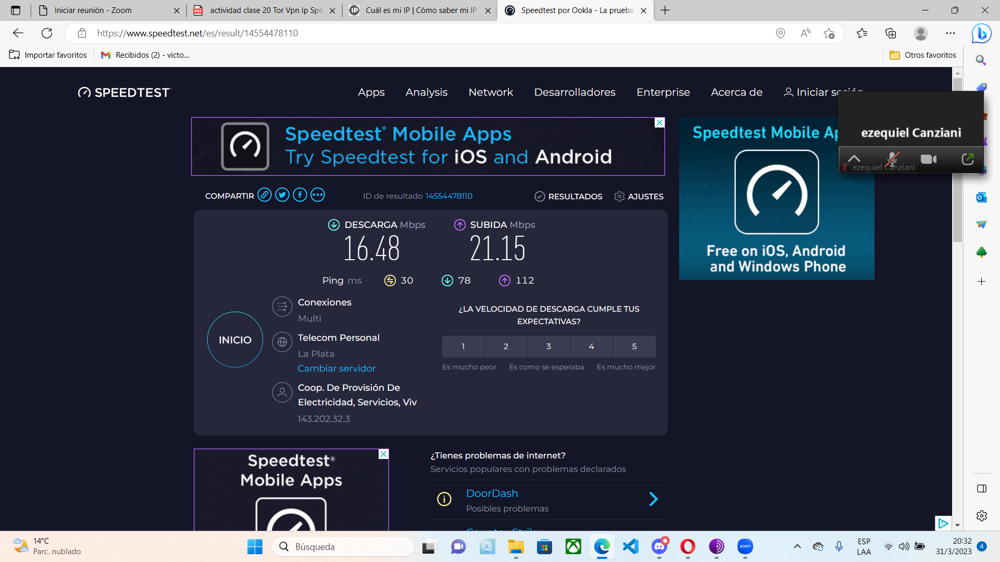 Iniciar reunión - Zoom
actividad clase 20 Tor Vpn Ip Spe
Cuál es mi IP | Cómo saber mi IP
Speedtest por Ookla - La prueba
https://www.speedtest.net/es/result/14554478110
Importar favoritos
Recibidos (2) - victo...
Otros favoritos
SPEEDTEST
Apps
Analysis
Network
Desarrolladores
Enterprise
Acerca de
Iniciar sesión
Speedtest® Mobile Apps
Try Speedtest for iOS and Android
Speedtest Mobile Ap
ezequiel Canziani
ezequiel Canziani
Free on iOS, Android
and Windows Phone
COMPARTIR
ID de resultado 14554478110
RESULTADOS
AJUSTES
DESCARGA Mbps
16.48
SUBIDA Mbps
21.15
Ping ms
30
78
112
INICIO
Conexiones
Multi
Telecom Personal
La Plata
Cambiar servidor
Coop. De Provisión De
Electricidad, Servicios, Viv
143.202.32.3
¿LA VELOCIDAD DE DESCARGA CUMPLE TUS
EXPECTATIVAS?
1 2 3 4 5
Es mucho peor
Es como se esperaba
Es mucho mejor
Speedtest®
Mobile Apps
¿Tienes problemas de internet?
Servicios populares con problemas declarados
DoorDash
Posibles problemas
Counter-Strike
14°C
Parc. nublado
Búsqueda
zoom
ESP
LAA
20:32
31/3/2023
4